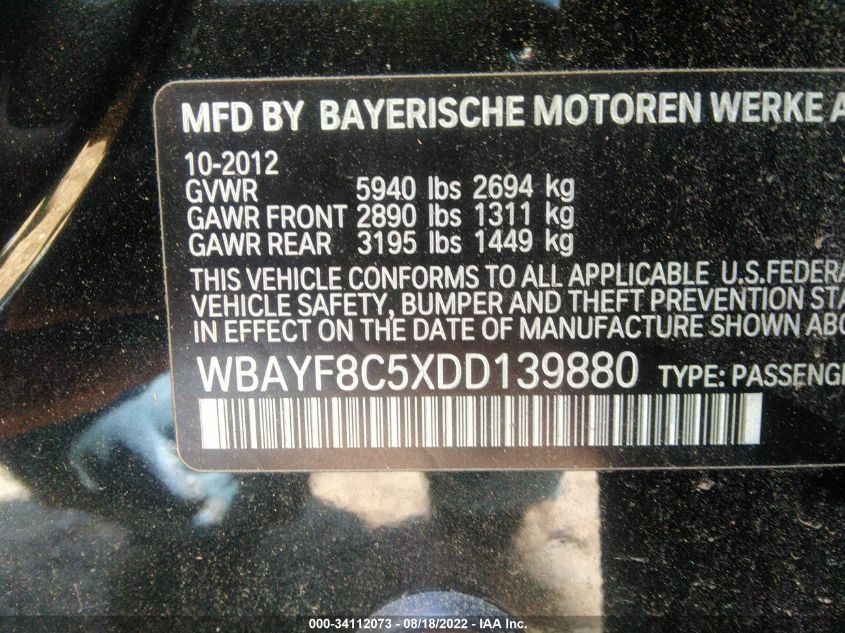 MFD BY BAYERISCHE MOTOREN WERKE A
10-2012
GVWR 5940 lbs 2694 kg
GAWR FRONT 2890 lbs 1311 kg
GAWR REAR 3195 lbs 1449 kg
THIS VEHICLE CONFORMS TO ALL APPLICABLE U.S.FEDERA
VEHICLE SAFETY, BUMPER AND THEFT PREVENTION STA
IN EFFECT ON THE DATE OF MANUFACTURE SHOWN ABO
WBAYF8C5XDD139880 TYPE: PASSENGE
000-34112073 - 08/18/2022 - IAA Inc.